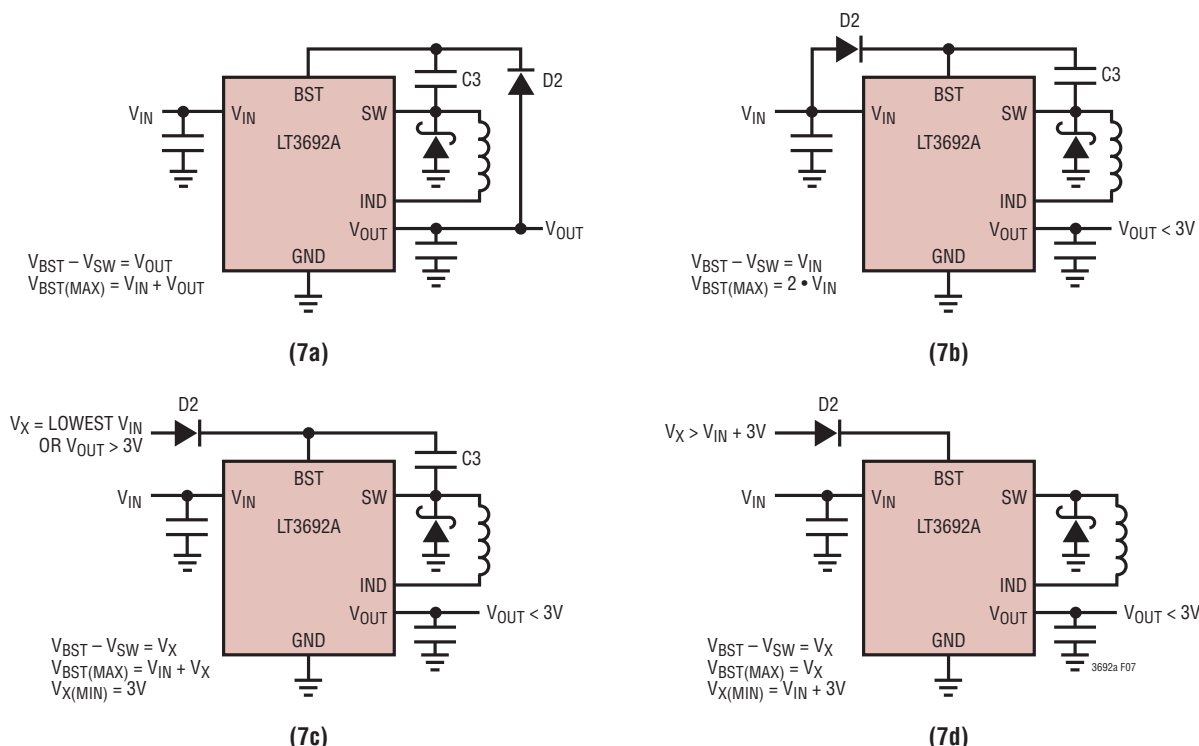 D2
BST
C3
V_IN
V_IN
SW
LT3692A
IND
V_OUT
V_OUT
GND
V_BST – V_SW = V_OUT
V_BST(MAX) = V_IN + V_OUT
(7a)
D2
BST
C3
V_IN
V_IN
SW
LT3692A
IND
V_OUT
V_OUT < 3V
GND
V_BST – V_SW = V_IN
V_BST(MAX) = 2 • V_IN
(7b)
D2
V_X = LOWEST V_IN
OR V_OUT > 3V
BST
C3
V_IN
V_IN
SW
LT3692A
IND
V_OUT
V_OUT < 3V
GND
V_BST – V_SW = V_X
V_BST(MAX) = V_IN + V_X
V_X(MIN) = 3V
(7c)
D2
V_X > V_IN + 3V
BST
V_IN
V_IN
SW
LT3692A
IND
V_OUT
V_OUT < 3V
GND
V_BST – V_SW = V_X
V_BST(MAX) = V_X
V_X(MIN) = V_IN + 3V
3692a F07
(7d)